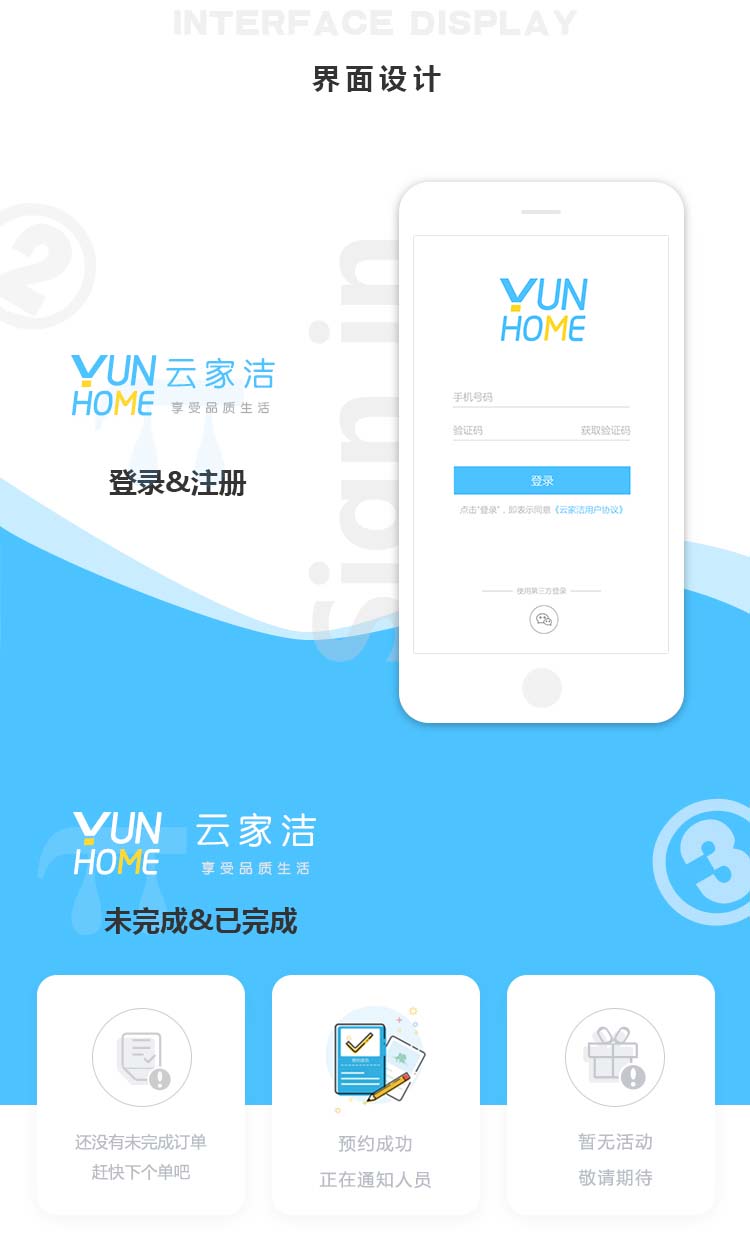 INTERFACE DISPLAY
界面设计
2
Sign in
YUN
HOME
云家洁
享受品质生活
登录&注册
YUN
HOME
手机号码
验证码 获取验证码
登录
点击“登录”，即表示同意《云家洁用户协议》
使用第三方登录
YUN
HOME
云家洁
享受品质生活
3
未完成&已完成
还没有未完成订单
赶快下个单吧
预约成功
正在通知人员
暂无活动
敬请期待